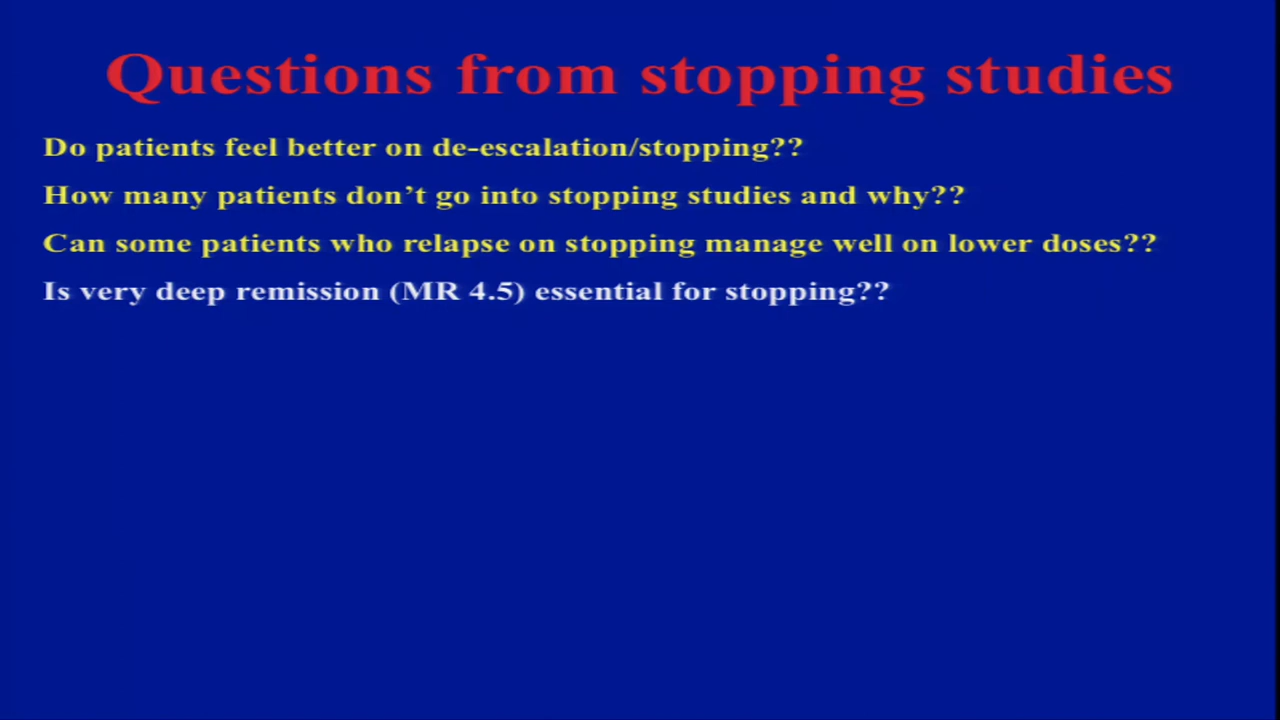 Questions from stopping studies
Do patients feel better on de-escalation/stopping??
How many patients don’t go into stopping studies and why??
Can some patients who relapse on stopping manage well on lower doses??
Is very deep remission (MR 4.5) essential for stopping??